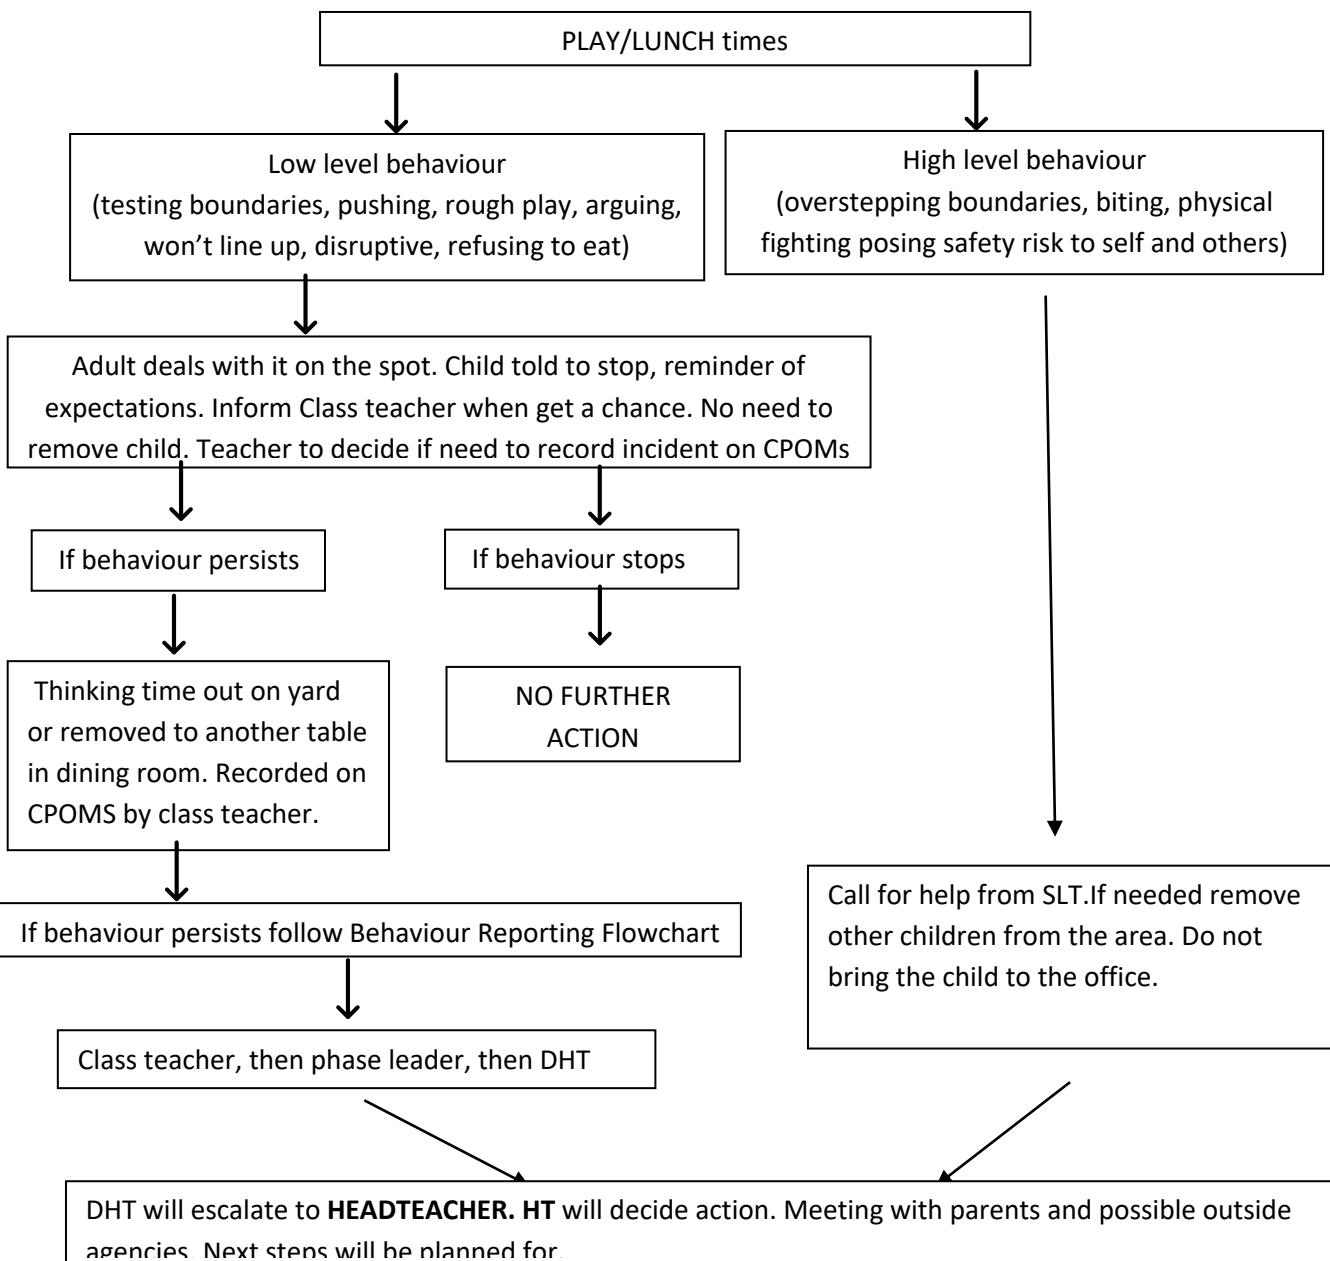 PLAY/LUNCH times
Low level behaviour
(testing boundaries, pushing, rough play, arguing,
won’t line up, disruptive, refusing to eat)
High level behaviour
(overstepping boundaries, biting, physical
fighting posing safety risk to self and others)
Adult deals with it on the spot. Child told to stop, reminder of
expectations. Inform Class teacher when get a chance. No need to
remove child. Teacher to decide if need to record incident on CPOMs
If behaviour persists
If behaviour stops
Thinking time out on yard
or removed to another table
in dining room. Recorded on
CPOMS by class teacher.
NO FURTHER
ACTION
If behaviour persists follow Behaviour Reporting Flowchart
Call for help from SLT.If needed remove
other children from the area. Do not
bring the child to the office.
Class teacher, then phase leader, then DHT
DHT will escalate to HEADTEACHER. HT will decide action. Meeting with parents and possible outside
agencies. Next steps will be planned for.